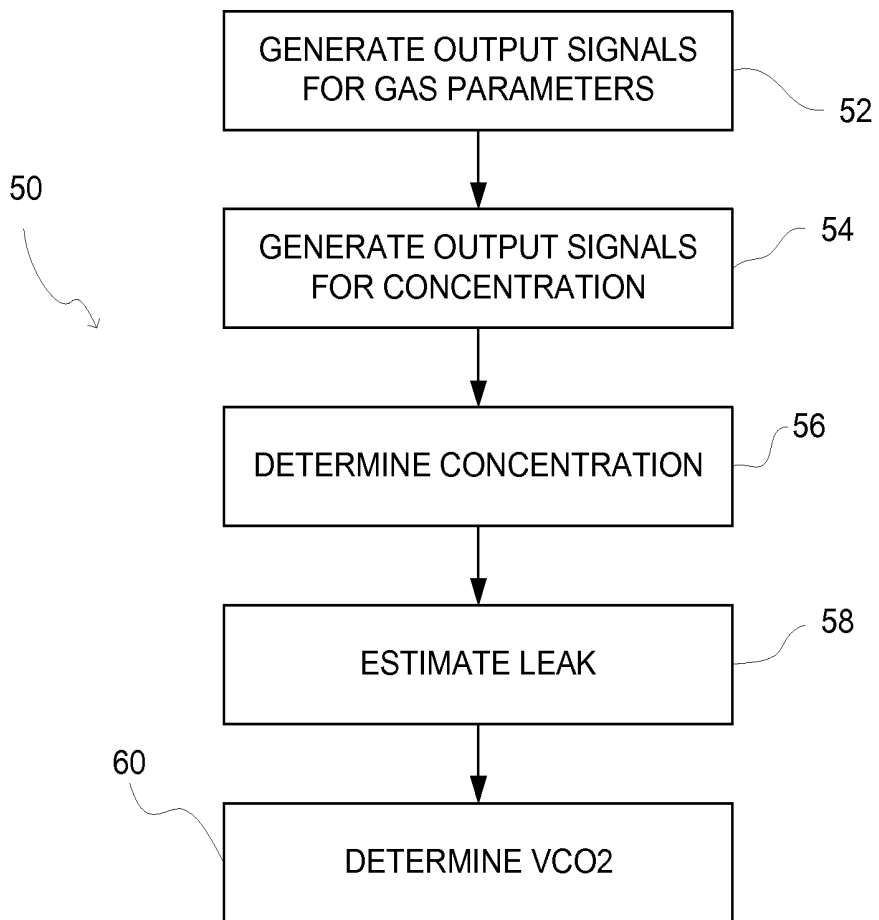 GENERATE OUTPUT SIGNALS
FOR GAS PARAMETERS
52
50
GENERATE OUTPUT SIGNALS
FOR CONCENTRATION
54
DETERMINE CONCENTRATION
56
ESTIMATE LEAK
58
60
DETERMINE VCO2